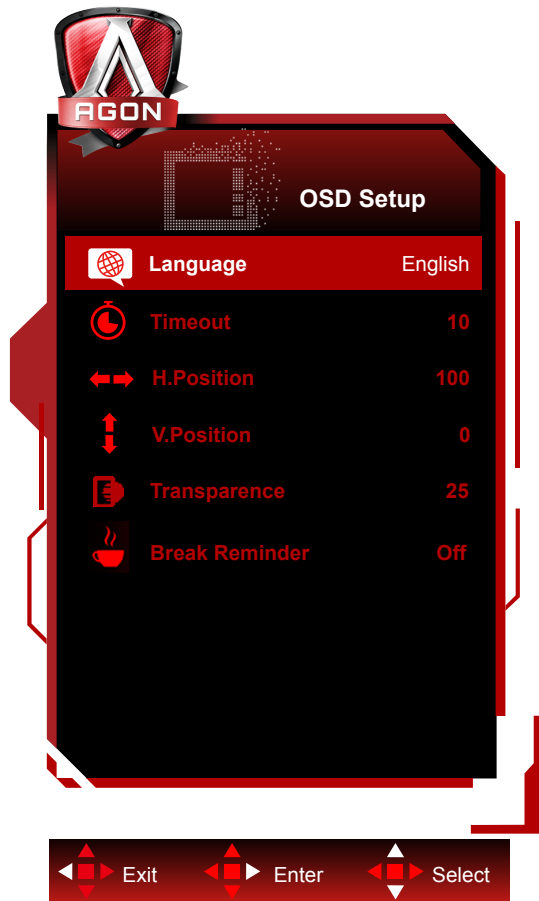 AGON
OSD Setup
Language English
Timeout 10
H.Position 100
V.Position 0
Transparence 25
Break Reminder Off
Exit Enter Select